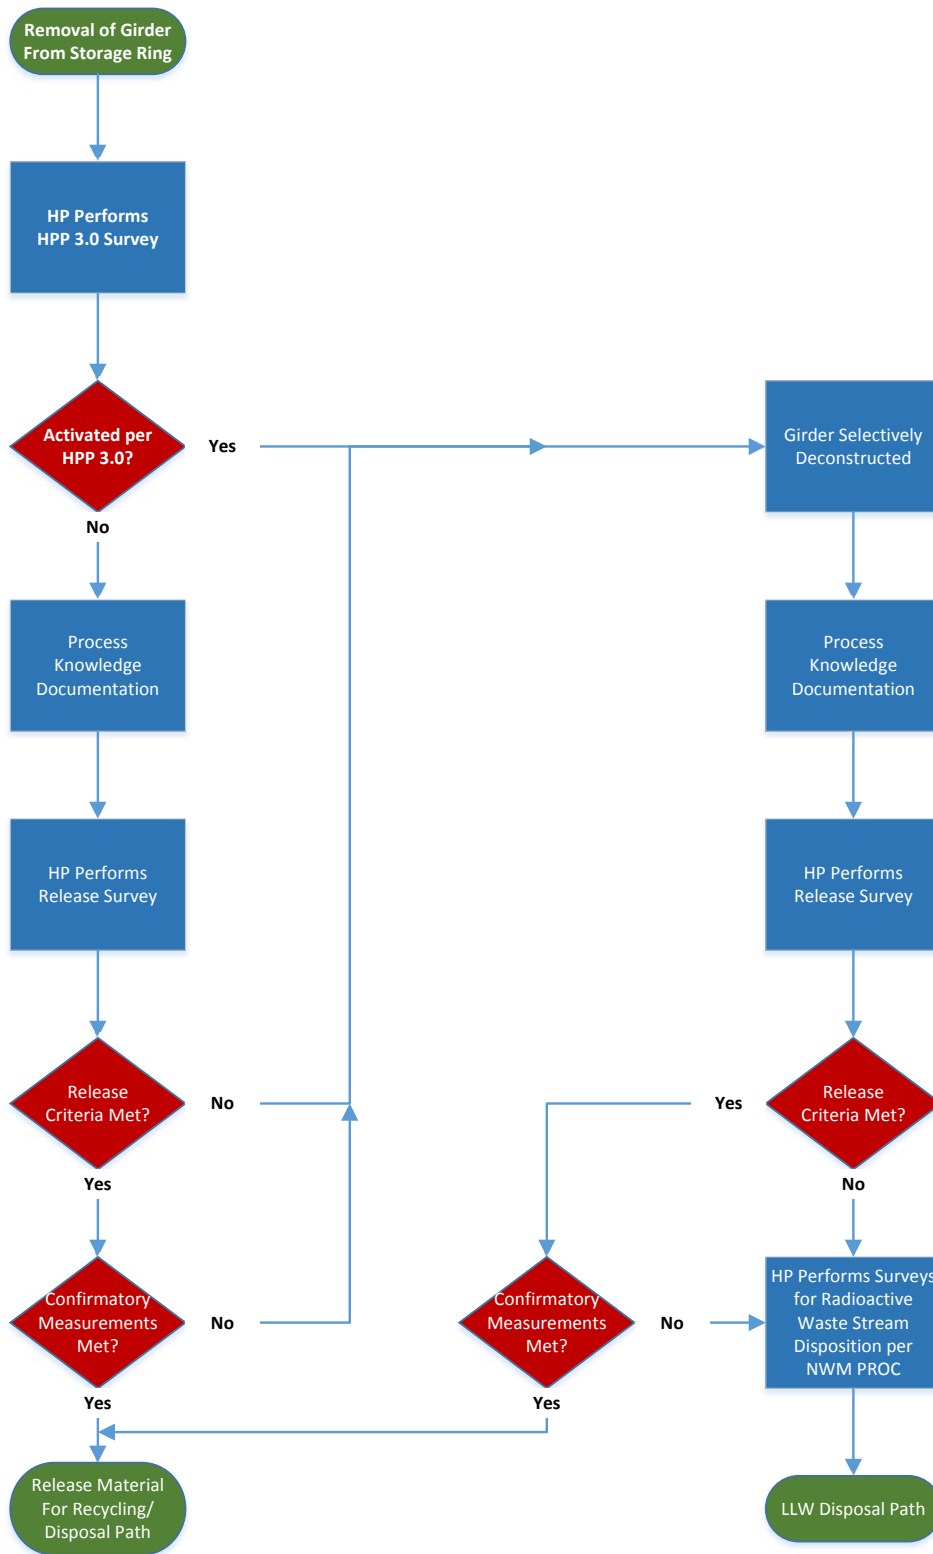 Removal of Girder
From Storage Ring
HP Performs
HPP 3.0 Survey
Activated per
HPP 3.0?
Yes
Girder Selectively
Deconstructed
No
Process
Knowledge
Documentation
Process
Knowledge
Documentation
HP Performs
Release Survey
HP Performs
Release Survey
Release
Criteria Met?
No
Yes
Release
Criteria Met?
Yes
No
Confirmatory
Measurements
Met?
No
Confirmatory
Measurements
Met?
No
HP Performs Surveys
for Radioactive
Waste Stream
Disposition per
NWM PROC
Yes
Yes
Release Material
For Recycling/
Disposal Path
LLW Disposal Path